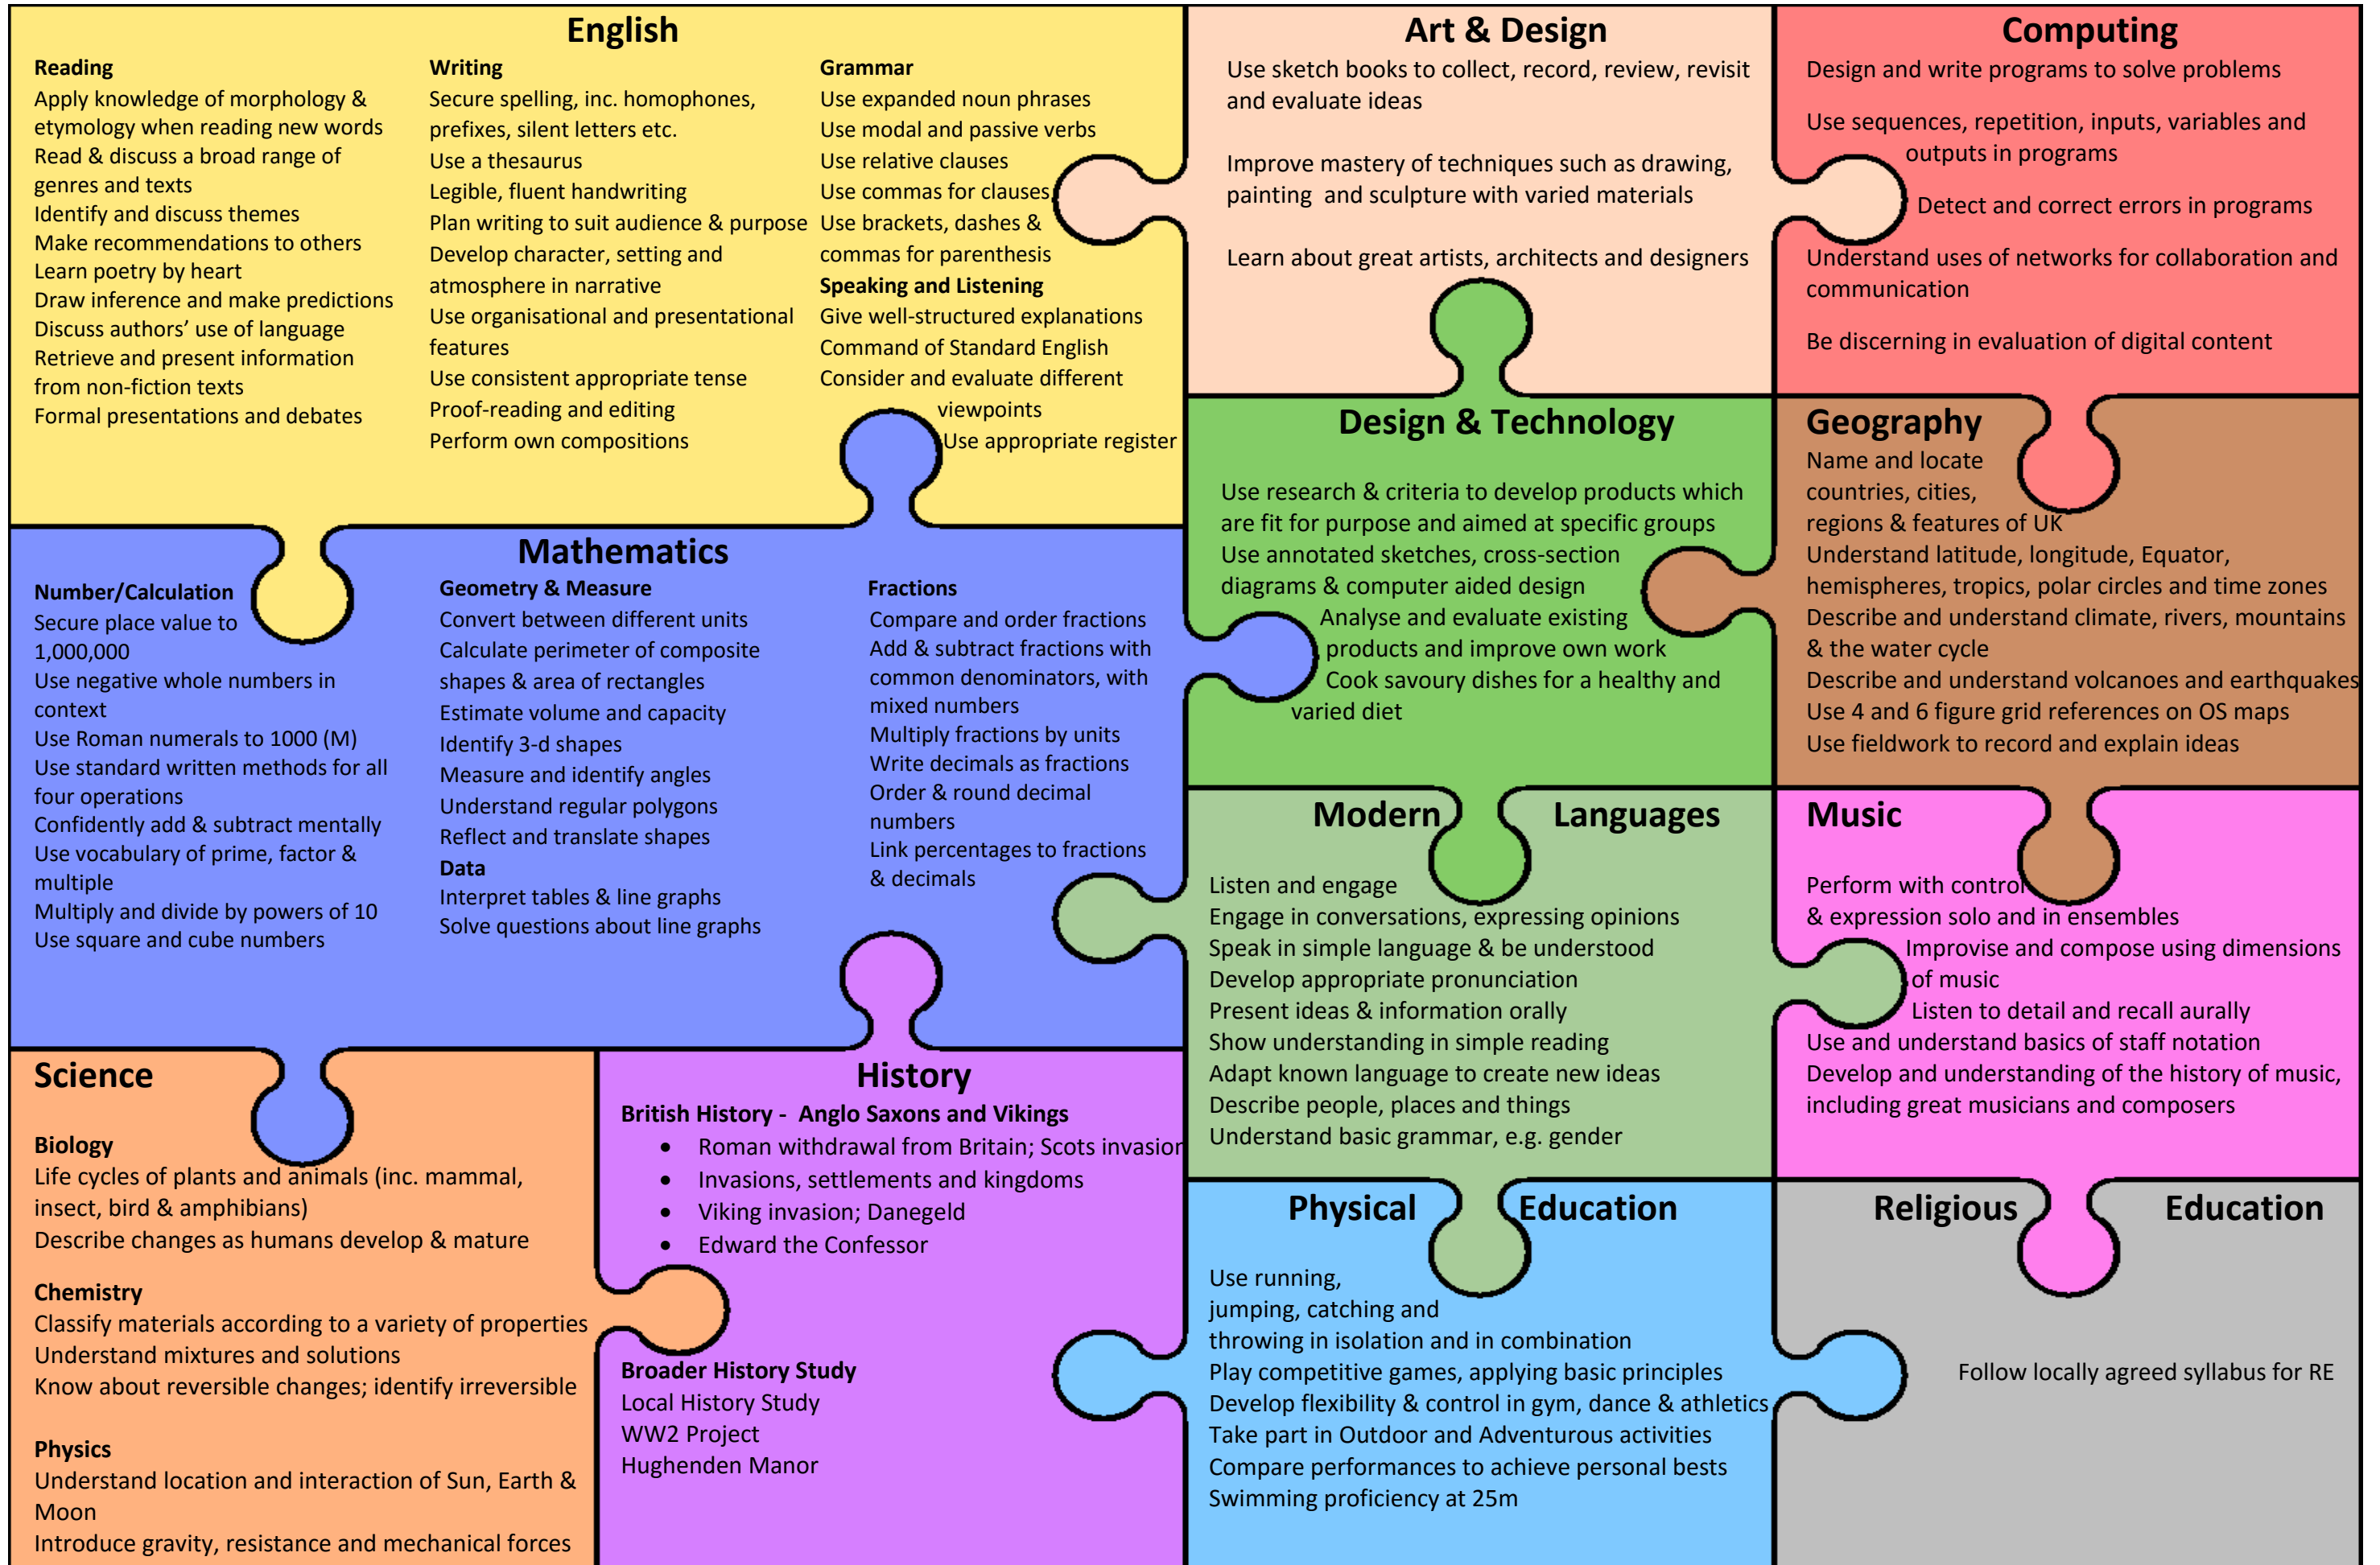 English
Reading
Apply knowledge of morphology &
etymology when reading new words
Read & discuss a broad range of
genres and texts
Identify and discuss themes
Make recommendations to others
Learn poetry by heart
Draw inference and make predictions
Discuss authors’ use of language
Retrieve and present information
from non-fiction texts
Formal presentations and debates
Writing
Secure spelling, inc. homophones,
prefixes, silent letters etc.
Use a thesaurus
Legible, fluent handwriting
Plan writing to suit audience & purpose
Develop character, setting and
atmosphere in narrative
Use organisational and presentational
features
Use consistent appropriate tense
Proof-reading and editing
Perform own compositions
Grammar
Use expanded noun phrases
Use modal and passive verbs
Use relative clauses
Use commas for clauses
Use brackets, dashes &
commas for parenthesis
Speaking and Listening
Give well-structured explanations
Command of Standard English
Consider and evaluate different
viewpoints
Use appropriate register
Art & Design
Use sketch books to collect, record, review, revisit
and evaluate ideas
Improve mastery of techniques such as drawing,
painting and sculpture with varied materials
Learn about great artists, architects and designers
Computing
Design and write programs to solve problems
Use sequences, repetition, inputs, variables and
outputs in programs
Detect and correct errors in programs
Understand uses of networks for collaboration and
communication
Be discerning in evaluation of digital content
Mathematics
Number/Calculation
Secure place value to
1,000,000
Use negative whole numbers in
context
Use Roman numerals to 1000 (M)
Use standard written methods for all
four operations
Confidently add & subtract mentally
Use vocabulary of prime, factor &
multiple
Multiply and divide by powers of 10
Use square and cube numbers
Geometry & Measure
Convert between different units
Calculate perimeter of composite
shapes & area of rectangles
Estimate volume and capacity
Identify 3-d shapes
Measure and identify angles
Understand regular polygons
Reflect and translate shapes
Data
Interpret tables & line graphs
Solve questions about line graphs
Fractions
Compare and order fractions
Add & subtract fractions with
common denominators, with
mixed numbers
Multiply fractions by units
Write decimals as fractions
Order & round decimal
numbers
Link percentages to fractions
& decimals
Design & Technology
Use research & criteria to develop products which
are fit for purpose and aimed at specific groups
Use annotated sketches, cross-section
diagrams & computer aided design
Analyse and evaluate existing
products and improve own work
Cook savoury dishes for a healthy and
varied diet
Geography
Name and locate
countries, cities,
regions & features of UK
Understand latitude, longitude, Equator,
hemispheres, tropics, polar circles and time zones
Describe and understand climate, rivers, mountains
& the water cycle
Describe and understand volcanoes and earthquakes
Use 4 and 6 figure grid references on OS maps
Use fieldwork to record and explain ideas
Modern Languages
Listen and engage
Engage in conversations, expressing opinions
Speak in simple language & be understood
Develop appropriate pronunciation
Present ideas & information orally
Show understanding in simple reading
Adapt known language to create new ideas
Describe people, places and things
Understand basic grammar, e.g. gender
Music
Perform with control
& expression solo and in ensembles
Improvise and compose using dimensions
of music
Listen to detail and recall aurally
Use and understand basics of staff notation
Develop and understanding of the history of music,
including great musicians and composers
Science
Biology
Life cycles of plants and animals (inc. mammal,
insect, bird & amphibians)
Describe changes as humans develop & mature
Chemistry
Classify materials according to a variety of properties
Understand mixtures and solutions
Know about reversible changes; identify irreversible
Physics
Understand location and interaction of Sun, Earth &
Moon
Introduce gravity, resistance and mechanical forces
History
British History - Anglo Saxons and Vikings
• Roman withdrawal from Britain; Scots invasion
• Invasions, settlements and kingdoms
• Viking invasion; Danegeld
• Edward the Confessor
Broader History Study
Local History Study
WW2 Project
Hughenden Manor
Physical Education
Use running,
jumping, catching and
throwing in isolation and in combination
Play competitive games, applying basic principles
Develop flexibility & control in gym, dance & athletics
Take part in Outdoor and Adventurous activities
Compare performances to achieve personal bests
Swimming proficiency at 25m
Religious Education
Follow locally agreed syllabus for RE